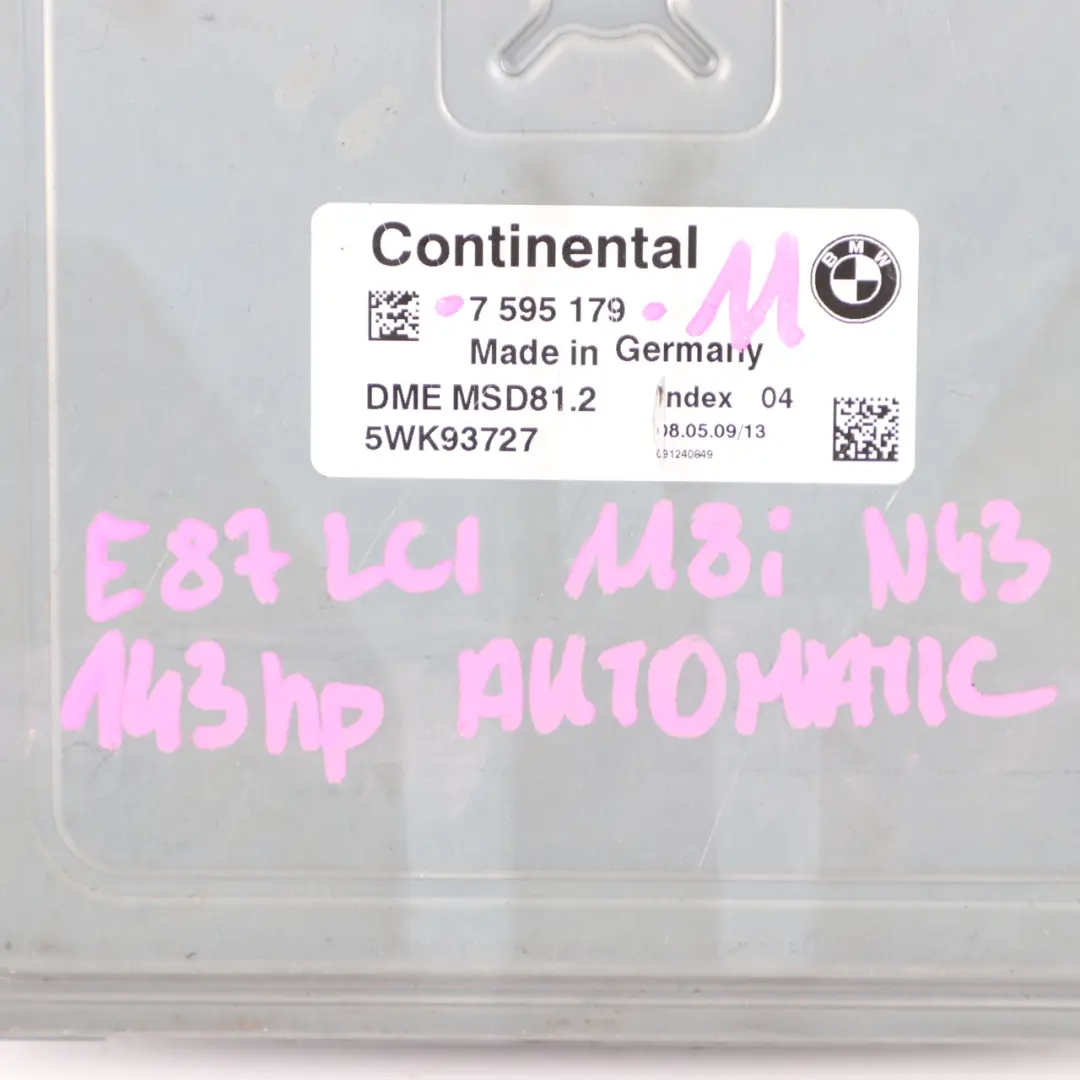 Continental
BMW
7 595 179 M
Made in Germany
DME MSD81.2 Index 04
5WK93727 08.05.09/13
091240849
E87 LCI 118i N43
143hp AUTOMATIC